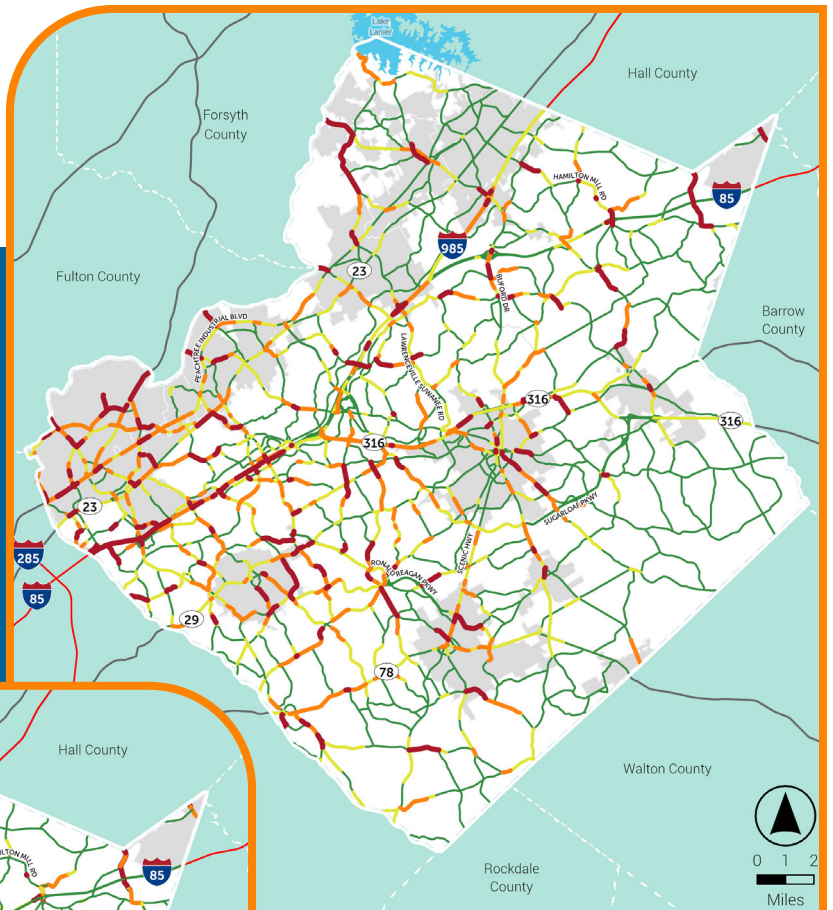 Lake
Lanier
Hall County
Forsyth
County
HAMILTON MILL RD
85
985
23
Fulton County
BUFORD DR
PEACHTREE INDUSTRIAL BLVD
Barrow
County
LAWRENCEVILLE SUWANEE RD
316
316
316
23
SUGARLOAF PKWY
SCENIC HWY
285
RONALD REAGAN PKWY
85
29
78
Hall County
Walton County
85
Rockdale
County
0 1 2
Miles